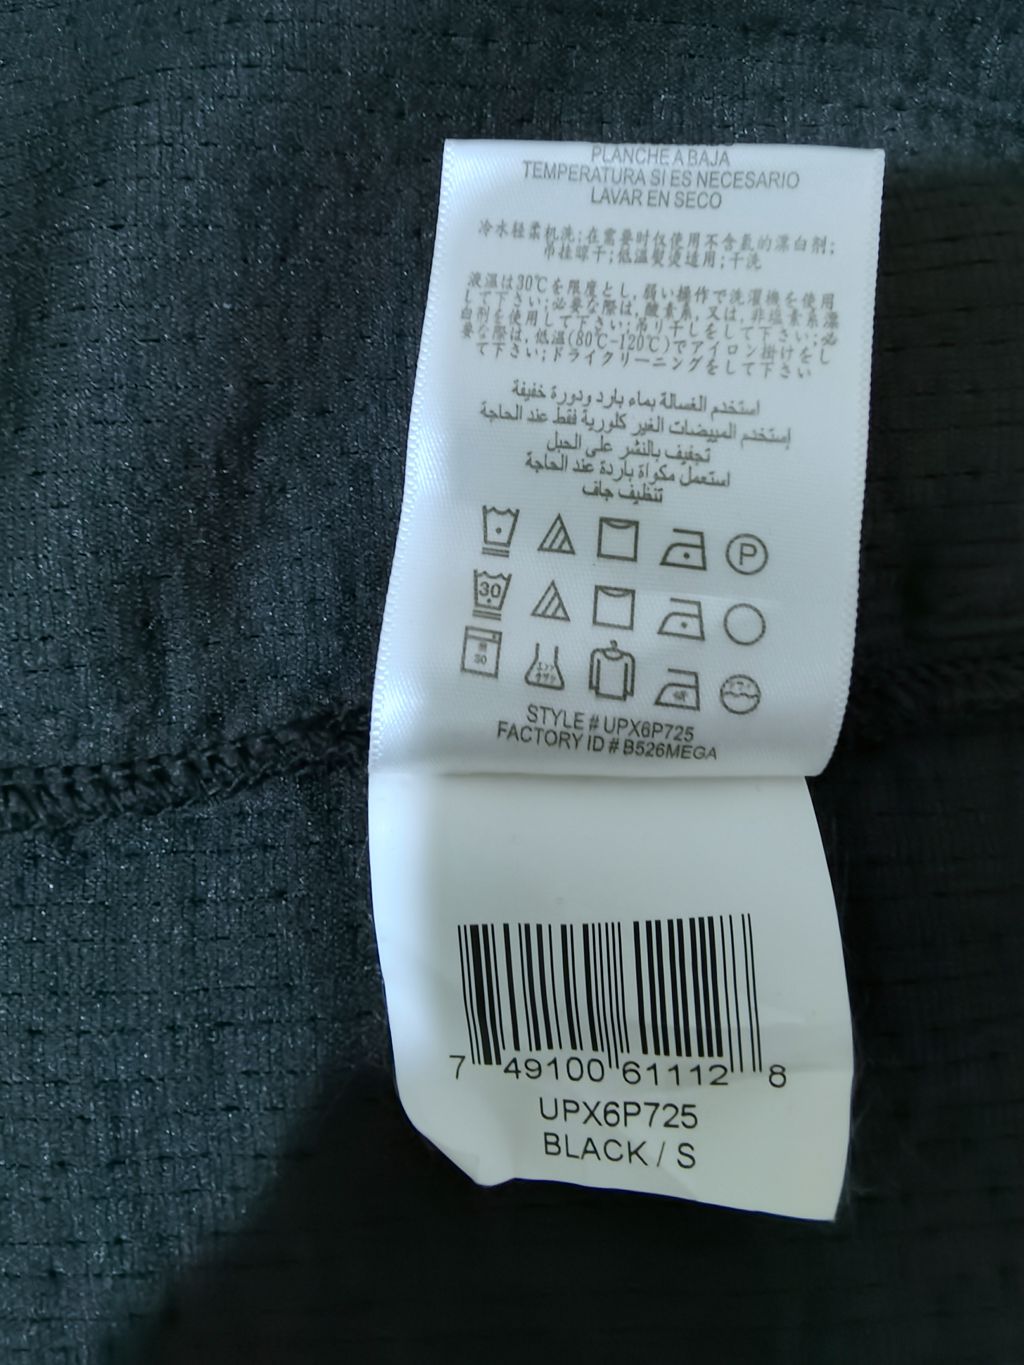 PLANCHE A BAJA
TEMPERATURA SI ES NECESARIO
LAVAR EN SECO
冷水轻柔机洗;在需要时仅使用不含氯的漂白剂;
吊挂晾干;低温熨烫适用;干洗
液温は30℃を限度とし,弱い操作で洗濯機を使用
して下さい;必要な際は,酸素系,又は,非塩素系漂
白剤を使用して下さい;吊り干しをして下さい;必
要な際は,低温(80℃-120℃)でアイロン掛けをし
て下さい;ドライクリーニングをして下さい
استخدم الغسالة بماء بارد ودورة خفيفة
إستخدم المبيضات الغير كلورية فقط عند الحاجة
تجفيف بالنشر على الحبل
استعمل مكواة باردة عند الحاجة
تنظيف جاف
P
30
30
STYLE # UPX6P725
FACTORY ID # B526MEGA
7 49100 61112 8
UPX6P725
BLACK / S